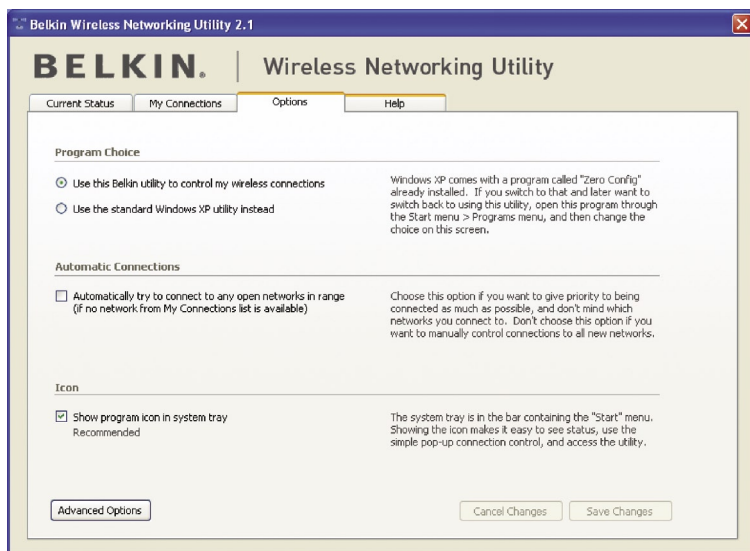 Belkin Wireless Networking Utility 2.1
BELKIN. | Wireless Networking Utility
Current Status
My Connections
Options
Help
Program Choice
Use this Belkin utility to control my wireless connections
Use the standard Windows XP utility instead
Windows XP comes with a program called "Zero Config"
already installed. If you switch to that and later want to
switch back to using this utility, open this program through
the Start menu > Programs menu, and then change the
choice on this screen.
Automatic Connections
Automatically try to connect to any open networks in range
(if no network from My Connections list is available)
Choose this option if you want to give priority to being
connected as much as possible, and don't mind which
networks you connect to. Don't choose this option if you
want to manually control connections to all new networks.
Icon
Show program icon in system tray
Recommended
The system tray is in the bar containing the "Start" menu.
Showing the icon makes it easy to see status, use the
simple pop-up connection control, and access the utility.
Advanced Options
Cancel Changes
Save Changes